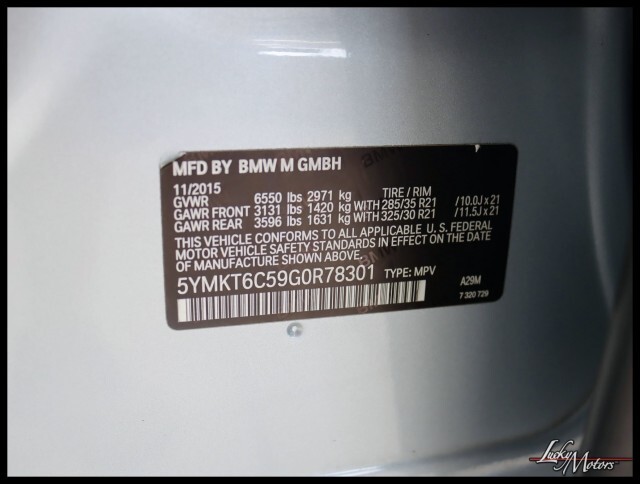 MFD BY BMW M GMBH
11/2015 TIRE / RIM
GVWR 6550 lbs 2971 kg
GAWR FRONT 3131 lbs 1420 kg WITH 285/35 R21 /10.0J x 21
GAWR REAR 3596 lbs 1631 kg WITH 325/30 R21 /11.5J x 21
THIS VEHICLE CONFORMS TO ALL APPLICABLE U. S. FEDERAL
MOTOR VEHICLE SAFETY STANDARDS IN EFFECT ON THE DATE
OF MANUFACTURE SHOWN ABOVE.
5YMKT6C59G0R78301 TYPE: MPV A29M
7 320 729
Lucky
Motors